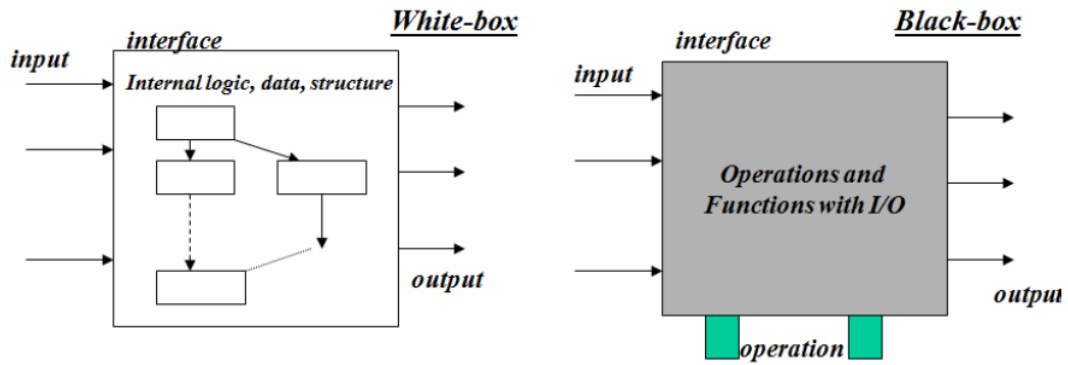 White-box
interface
input
Internal logic, data, structure
output
Black-box
interface
input
Operations and
Functions with I/O
output
operation